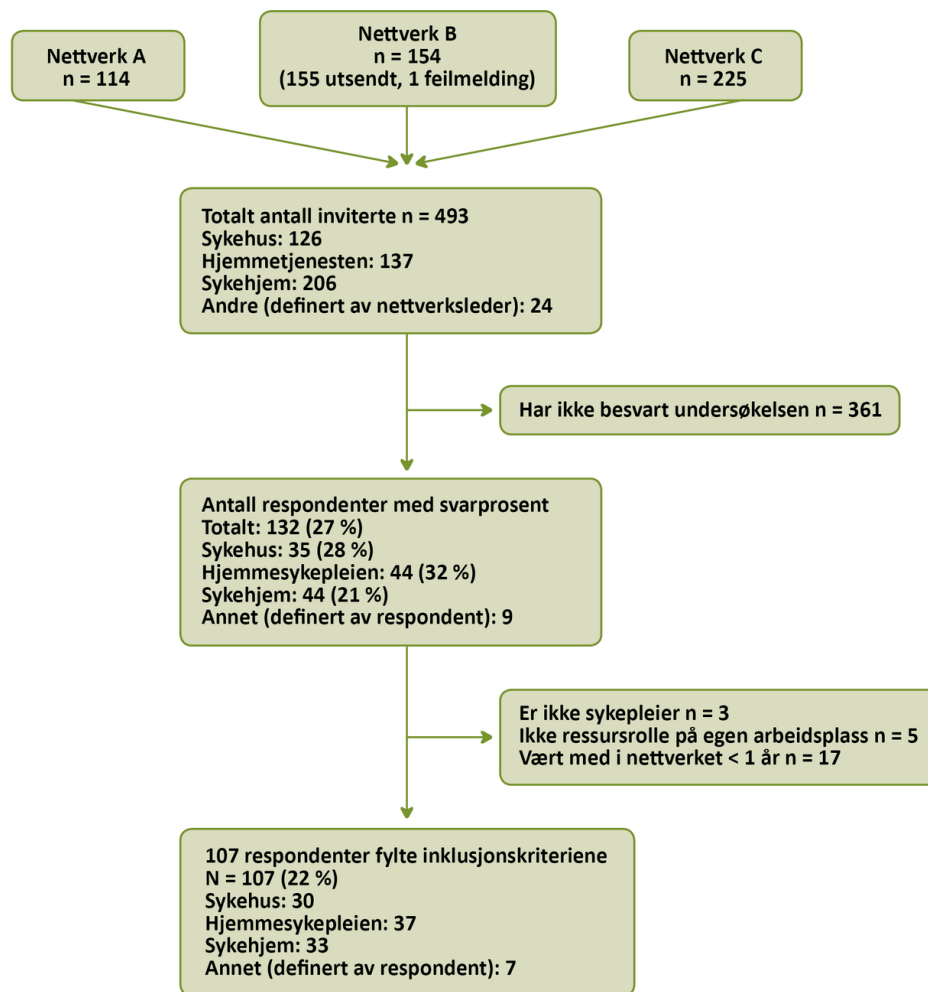 Nettverk A
n = 114
Nettverk B
n = 154
(155 utsendt, 1 feilmelding)
Nettverk C
n = 225
Totalt antall inviterte n = 493
Sykehus: 126
Hjemmetjenesten: 137
Sykehjem: 206
Andre (definert av nettverksleder): 24
Har ikke besvart undersøkelsen n = 361
Antall respondenter med svarprosent
Totalt: 132 (27 %)
Sykehus: 35 (28 %)
Hjemmesykepleien: 44 (32 %)
Sykehjem: 44 (21 %)
Annet (definert av respondent): 9
Er ikke sykepleier n = 3
Ikke ressursrolle på egen arbeidsplass n = 5
Vært med i nettverket < 1 år n = 17
107 respondenter fylte inklusjonskriteriene
N = 107 (22 %)
Sykehus: 30
Hjemmesykepleien: 37
Sykehjem: 33
Annet (definert av respondent): 7